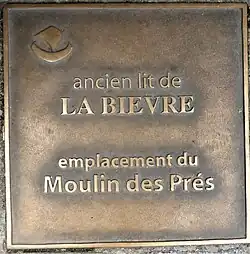 ancien lit de
LA BIEVRE
emplacement du
Moulin des Prés